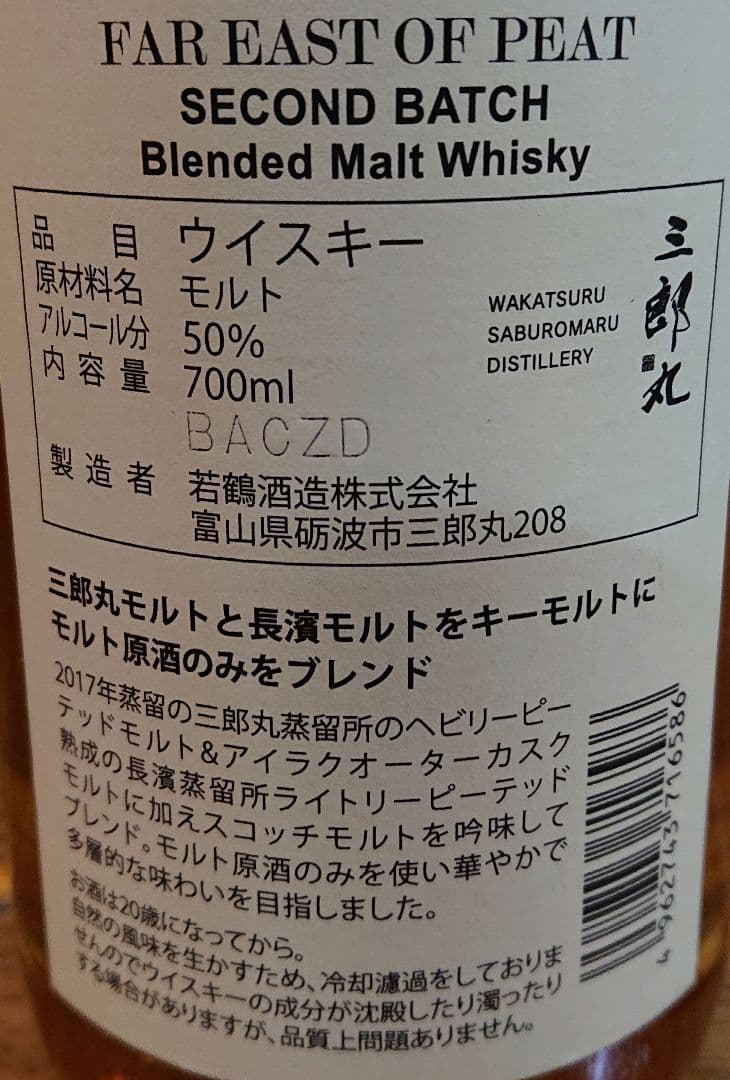 FAR EAST OF PEAT
SECOND BATCH
Blended Malt Whisky
品目 ウイスキー
原材料名 モルト
アルコール分 50%
内容量 700ml
BACZD
製造者 若鶴酒造株式会社
富山県砺波市三郎丸208
WAKATSURU
SABUROMARU
DISTILLERY
三郎丸
三郎丸モルトと長濱モルトをキーモルトに
モルト原酒のみをブレンド
2017年蒸留の三郎丸蒸留所のヘビリーピー
テッドモルト&アイラクオーターカスク
熟成の長濱蒸留所ライトリーピーテッド
モルトに加えスコッチモルトを吟味して
ブレンド。モルト原酒のみを使い華やかで
多層的な味わいを目指しました。
お酒は20歳になってから。
自然の風味を生かすため、冷却濾過をしておりま
せんのでウイスキーの成分が沈殿したり濁ったり
する場合がありますが、品質上問題ありません。
4962743716586